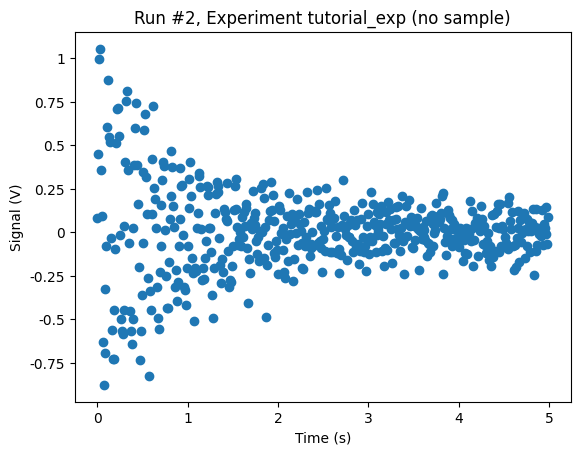 Run #2, Experiment tutorial_exp (no sample)
1
0.75
0.5
0.25
0
-0.25
-0.5
-0.75
Signal (V)
0 1 2 3 4 5
Time (s)